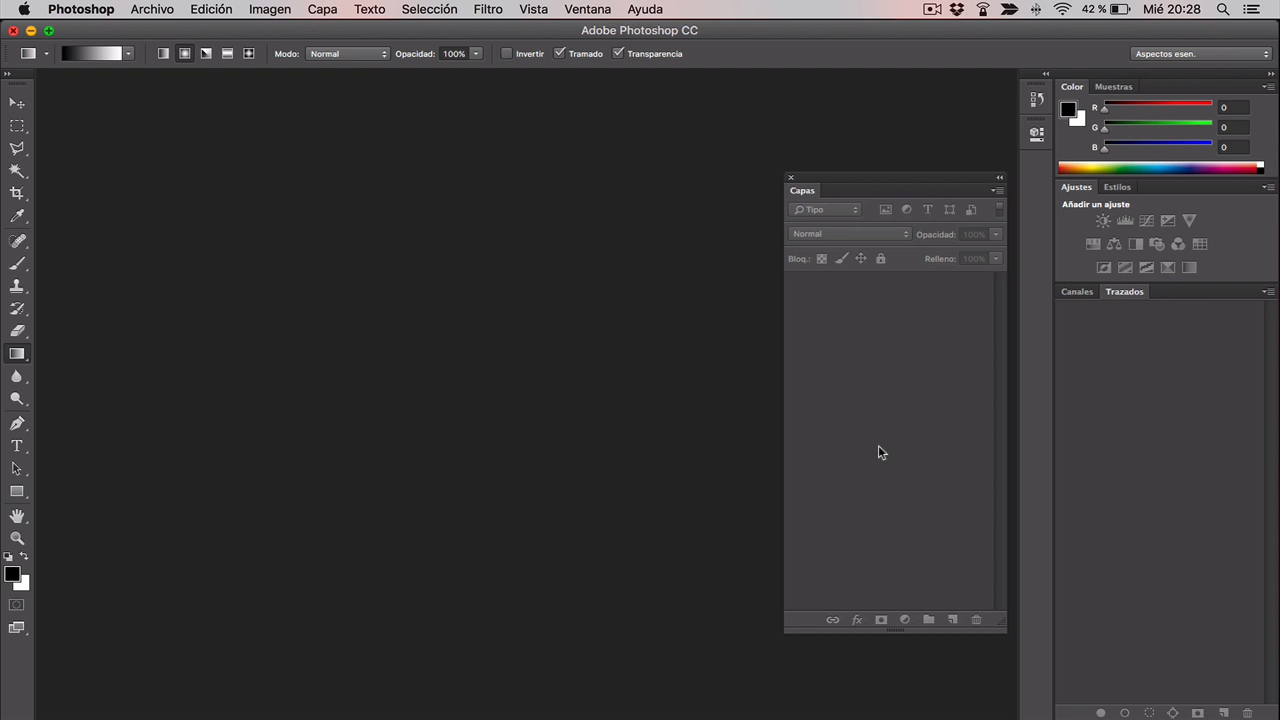 Photoshop Archivo Edición Imagen Capa Texto Selección Filtro Vista Ventana Ayuda 42 % Mié 20:28
Adobe Photoshop CC
Modo: Normal Opacidad: 100% Invertir Tramado Transparencia Aspectos esen.
Color Muestras
R 0
G 0
B 0
Capas
Tipo
Normal Opacidad: 100%
Bloq.: Relleno: 100%
Ajustes Estilos
Añadir un ajuste
Canales Trazados